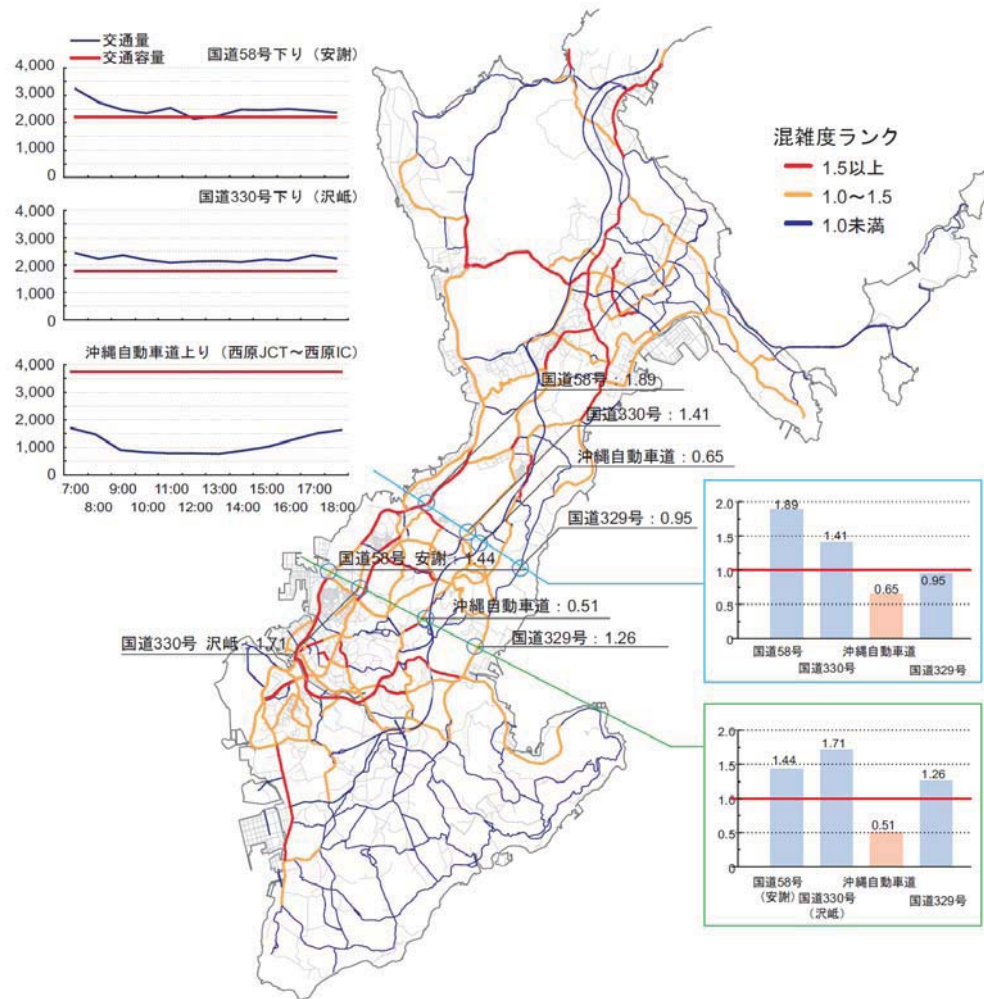 交通量
交通容量
国道58号下り（安謝）
4,000
3,000
2,000
1,000
0
国道330号下り（沢岻）
4,000
3,000
2,000
1,000
0
沖縄自動車道上り（西原JCT～西原IC）
4,000
3,000
2,000
1,000
0
7:00 9:00 11:00 13:00 15:00 17:00
8:00 10:00 12:00 14:00 16:00 18:00
混雑度ランク
1.5以上
1.0～1.5
1.0未満
国道58号：1.89
国道330号：1.41
沖縄自動車道：0.65
国道329号：0.95
国道58号 安謝：1.44
沖縄自動車道：0.51
国道329号：1.26
国道330号 沢岻：1.71
2.0
1.5
1.0
0.5
0
1.89
1.41
0.65
0.95
国道58号 沖縄自動車道
国道330号 国道329号
2.0
1.5
1.0
0.5
0
1.44
1.71
0.51
1.26
国道58号 沖縄自動車道
（安謝） 国道330号 国道329号
（沢岻）